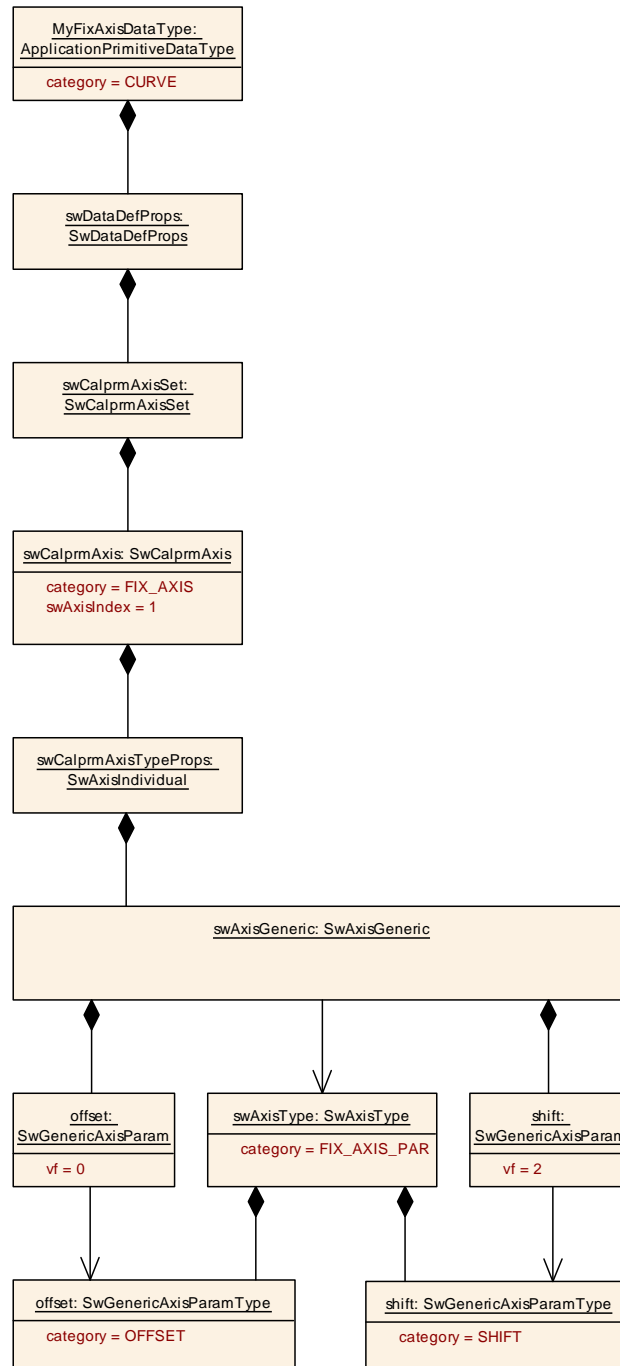 MyFixAxisDataType:
ApplicationPrimitiveDataType
category = CURVE
swDataDefProps:
SwDataDefProps
swCalprmAxisSet:
SwCalprmAxisSet
swCalprmAxis: SwCalprmAxis
category = FIX_AXIS
swAxisIndex = 1
swCalprmAxisTypeProps:
SwAxisIndividual
swAxisGeneric: SwAxisGeneric
offset:
SwGenericAxisParam
vf = 0
swAxisType: SwAxisType
category = FIX_AXIS_PAR
shift:
SwGenericAxisParam
vf = 2
offset: SwGenericAxisParamType
category = OFFSET
shift: SwGenericAxisParamType
category = SHIFT